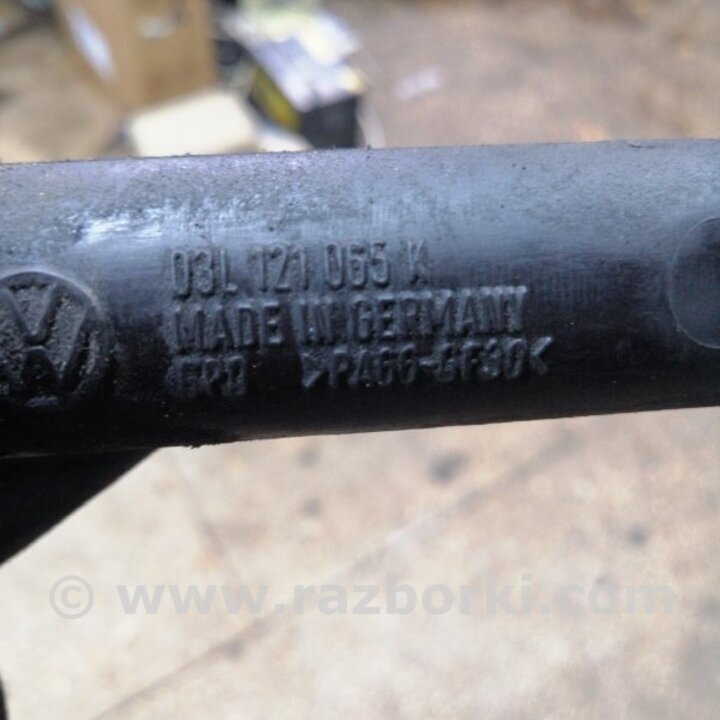 03L 121 065 K
MADE IN GERMANY
>PA66-GF30<
© www.razborki.com